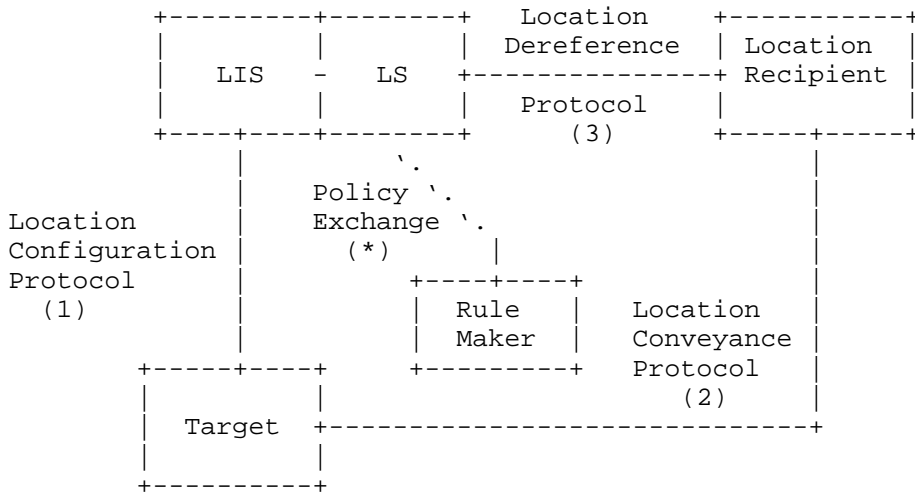 Location
Dereference Location
LIS - LS Recipient
Protocol
(3)
Policy
Location Exchange
Configuration (*)
Protocol
(1) Rule Location
Maker Conveyance
Protocol
(2)
Target